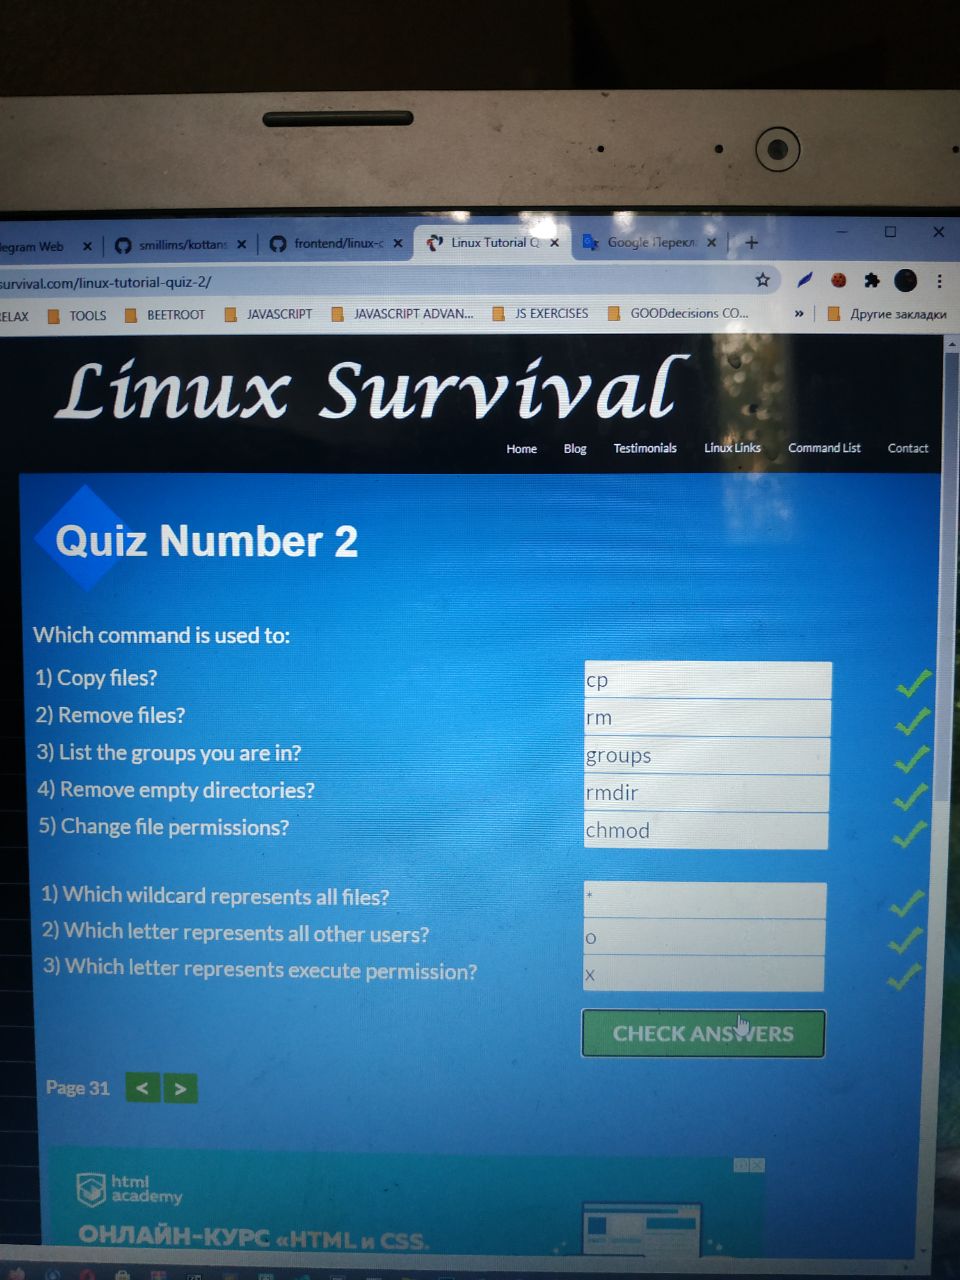 legram Web
smillims/kottans
frontend/linux-c
Linux Tutorial Q
Google Перекл
survival.com/linux-tutorial-quiz-2/
ELAX
TOOLS
BEETROOT
JAVASCRIPT
JAVASCRIPT ADVAN...
JS EXERCISES
GOODdecisions CO...
»
Другие закладки
Linux Survival
Home
Blog
Testimonials
Linux Links
Command List
Contact
Quiz Number 2
Which command is used to:
1) Copy files?
cp
2) Remove files?
rm
3) List the groups you are in?
groups
4) Remove empty directories?
rmdir
5) Change file permissions?
chmod
1) Which wildcard represents all files?
*
2) Which letter represents all other users?
o
3) Which letter represents execute permission?
x
CHECK ANSWERS
Page 31
<
>
html
academy
ОНЛАЙН-КУРС «HTML и CSS.